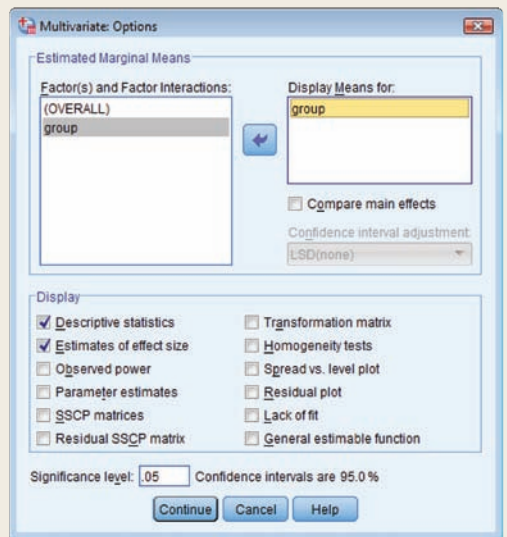 Multivariate: Options
Estimated Marginal Means
Factor(s) and Factor Interactions:
(OVERALL)
group
Display Means for:
group
Compare main effects
Confidence interval adjustment:
LSD(none)
Display
Descriptive statistics
Transformation matrix
Estimates of effect size
Homogeneity tests
Observed power
Spread vs. level plot
Parameter estimates
Residual plot
SSCP matrices
Lack of fit
Residual SSCP matrix
General estimable function
Significance level: .05 Confidence intervals are 95.0 %
Continue Cancel Help